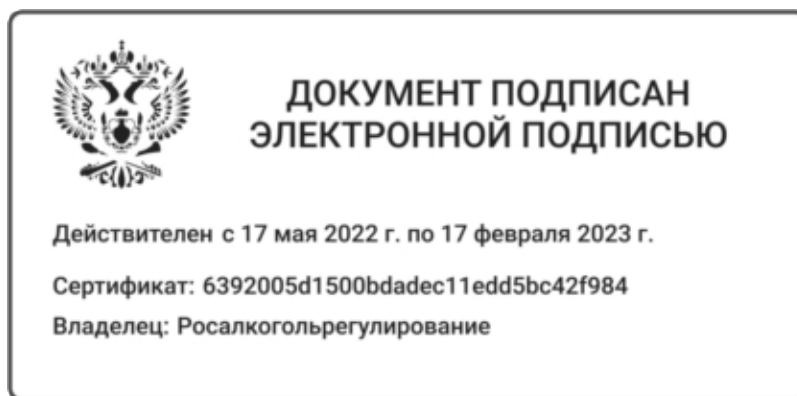 ДОКУМЕНТ ПОДПИСАН
ЭЛЕКТРОННОЙ ПОДПИСЬЮ
Действителен с 17 мая 2022 г. по 17 февраля 2023 г.
Сертификат: 6392005d1500bdadec11edd5bc42f984
Владелец: Росалкогольрегулирование